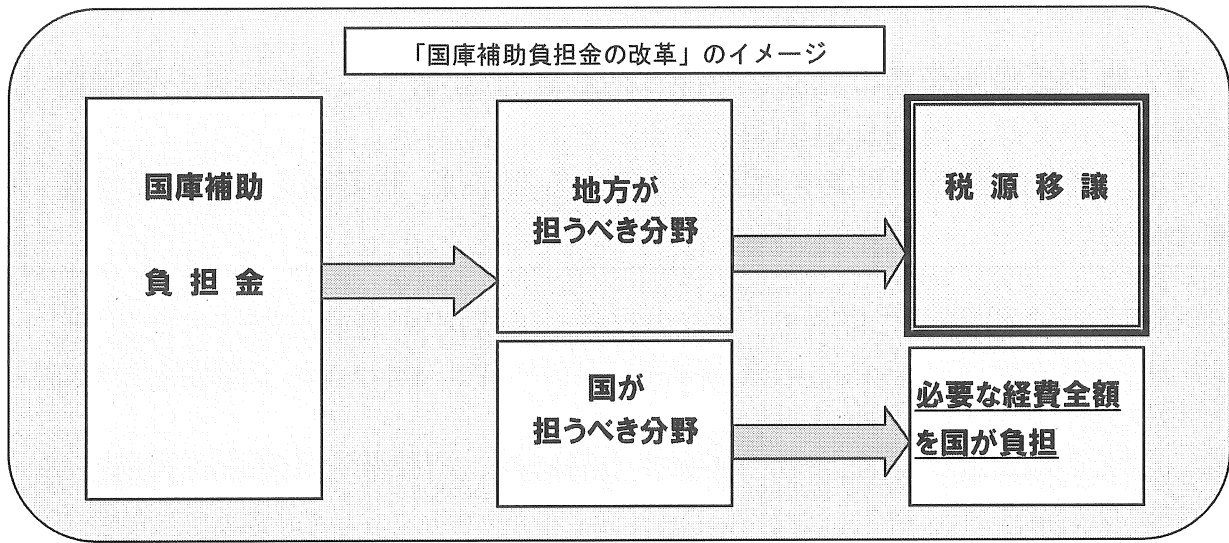 「国庫補助負担金の改革」のイメージ
国庫補助
負担金
地方が
担うべき分野
税源移譲
国が
担うべき分野
必要な経費全額
を国が負担